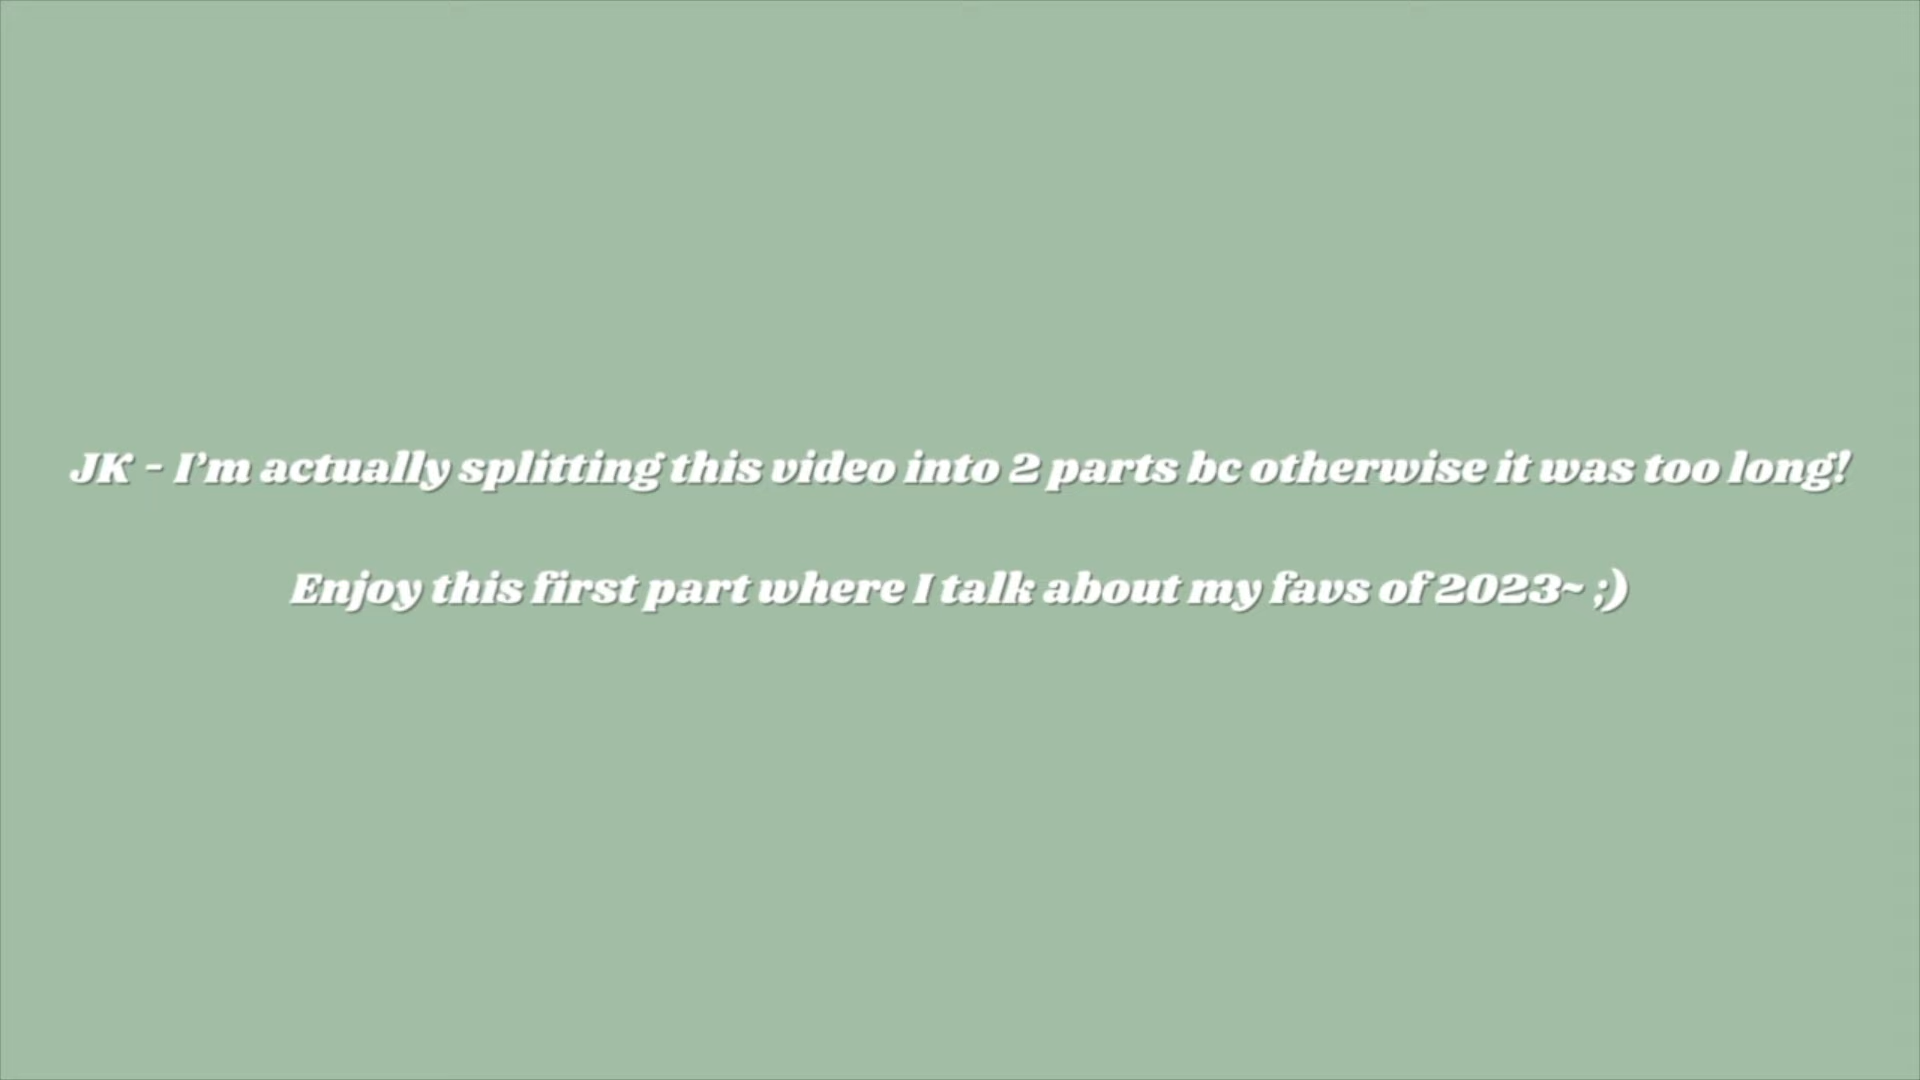 JK - I'm actually splitting this video into 2 parts bc otherwise it was too long!
Enjoy this first part where I talk about my favs of 2023~ ;)